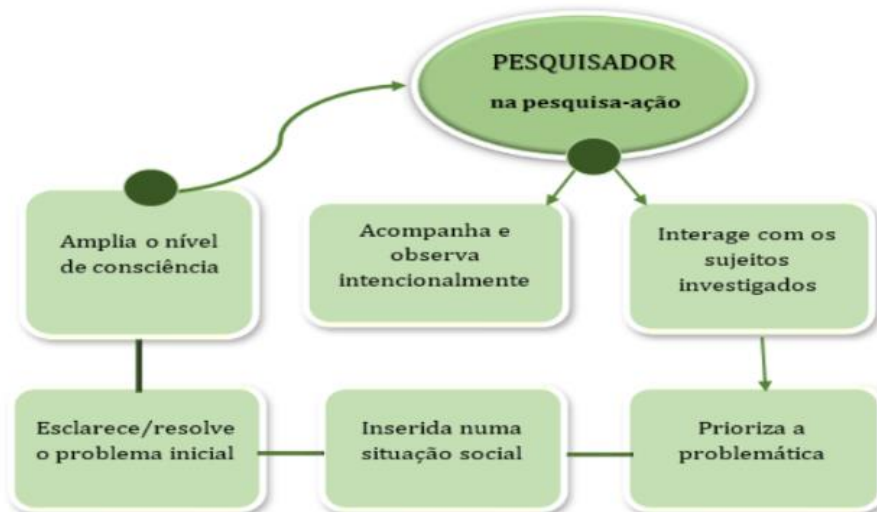 PESQUISADOR
na pesquisa-ação
Amplia o nível
de consciência
Acompanha e
observa
intencionalmente
Interage com os
sujeitos
investigados
Esclarece/resolve
o problema inicial
Inserida numa
situação social
Prioriza a
problemática